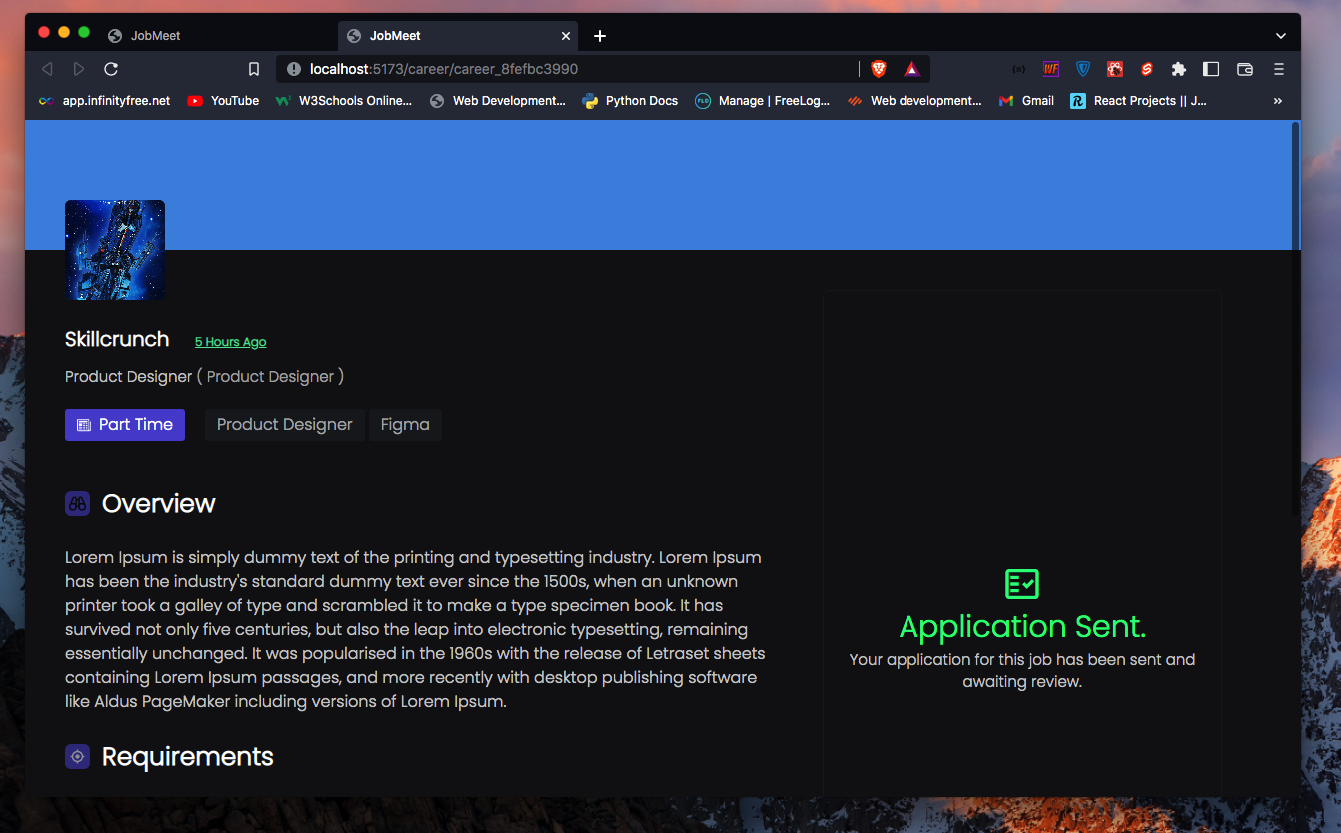 JobMeet
JobMeet
localhost:5173/career/career_8fefbc3990
WF
app.infinityfree.net YouTube W3Schools Online... Web Development... Python Docs FLD Manage | FreeLog... Web development... Gmail React Projects || J... »
Skillcrunch 5 Hours Ago
Product Designer ( Product Designer )
Part Time Product Designer Figma
Overview
Lorem Ipsum is simply dummy text of the printing and typesetting industry. Lorem Ipsum
has been the industry's standard dummy text ever since the 1500s, when an unknown
printer took a galley of type and scrambled it to make a type specimen book. It has
survived not only five centuries, but also the leap into electronic typesetting, remaining
essentially unchanged. It was popularised in the 1960s with the release of Letraset sheets
containing Lorem Ipsum passages, and more recently with desktop publishing software
like Aldus PageMaker including versions of Lorem Ipsum.
Requirements
Application Sent.
Your application for this job has been sent and
awaiting review.